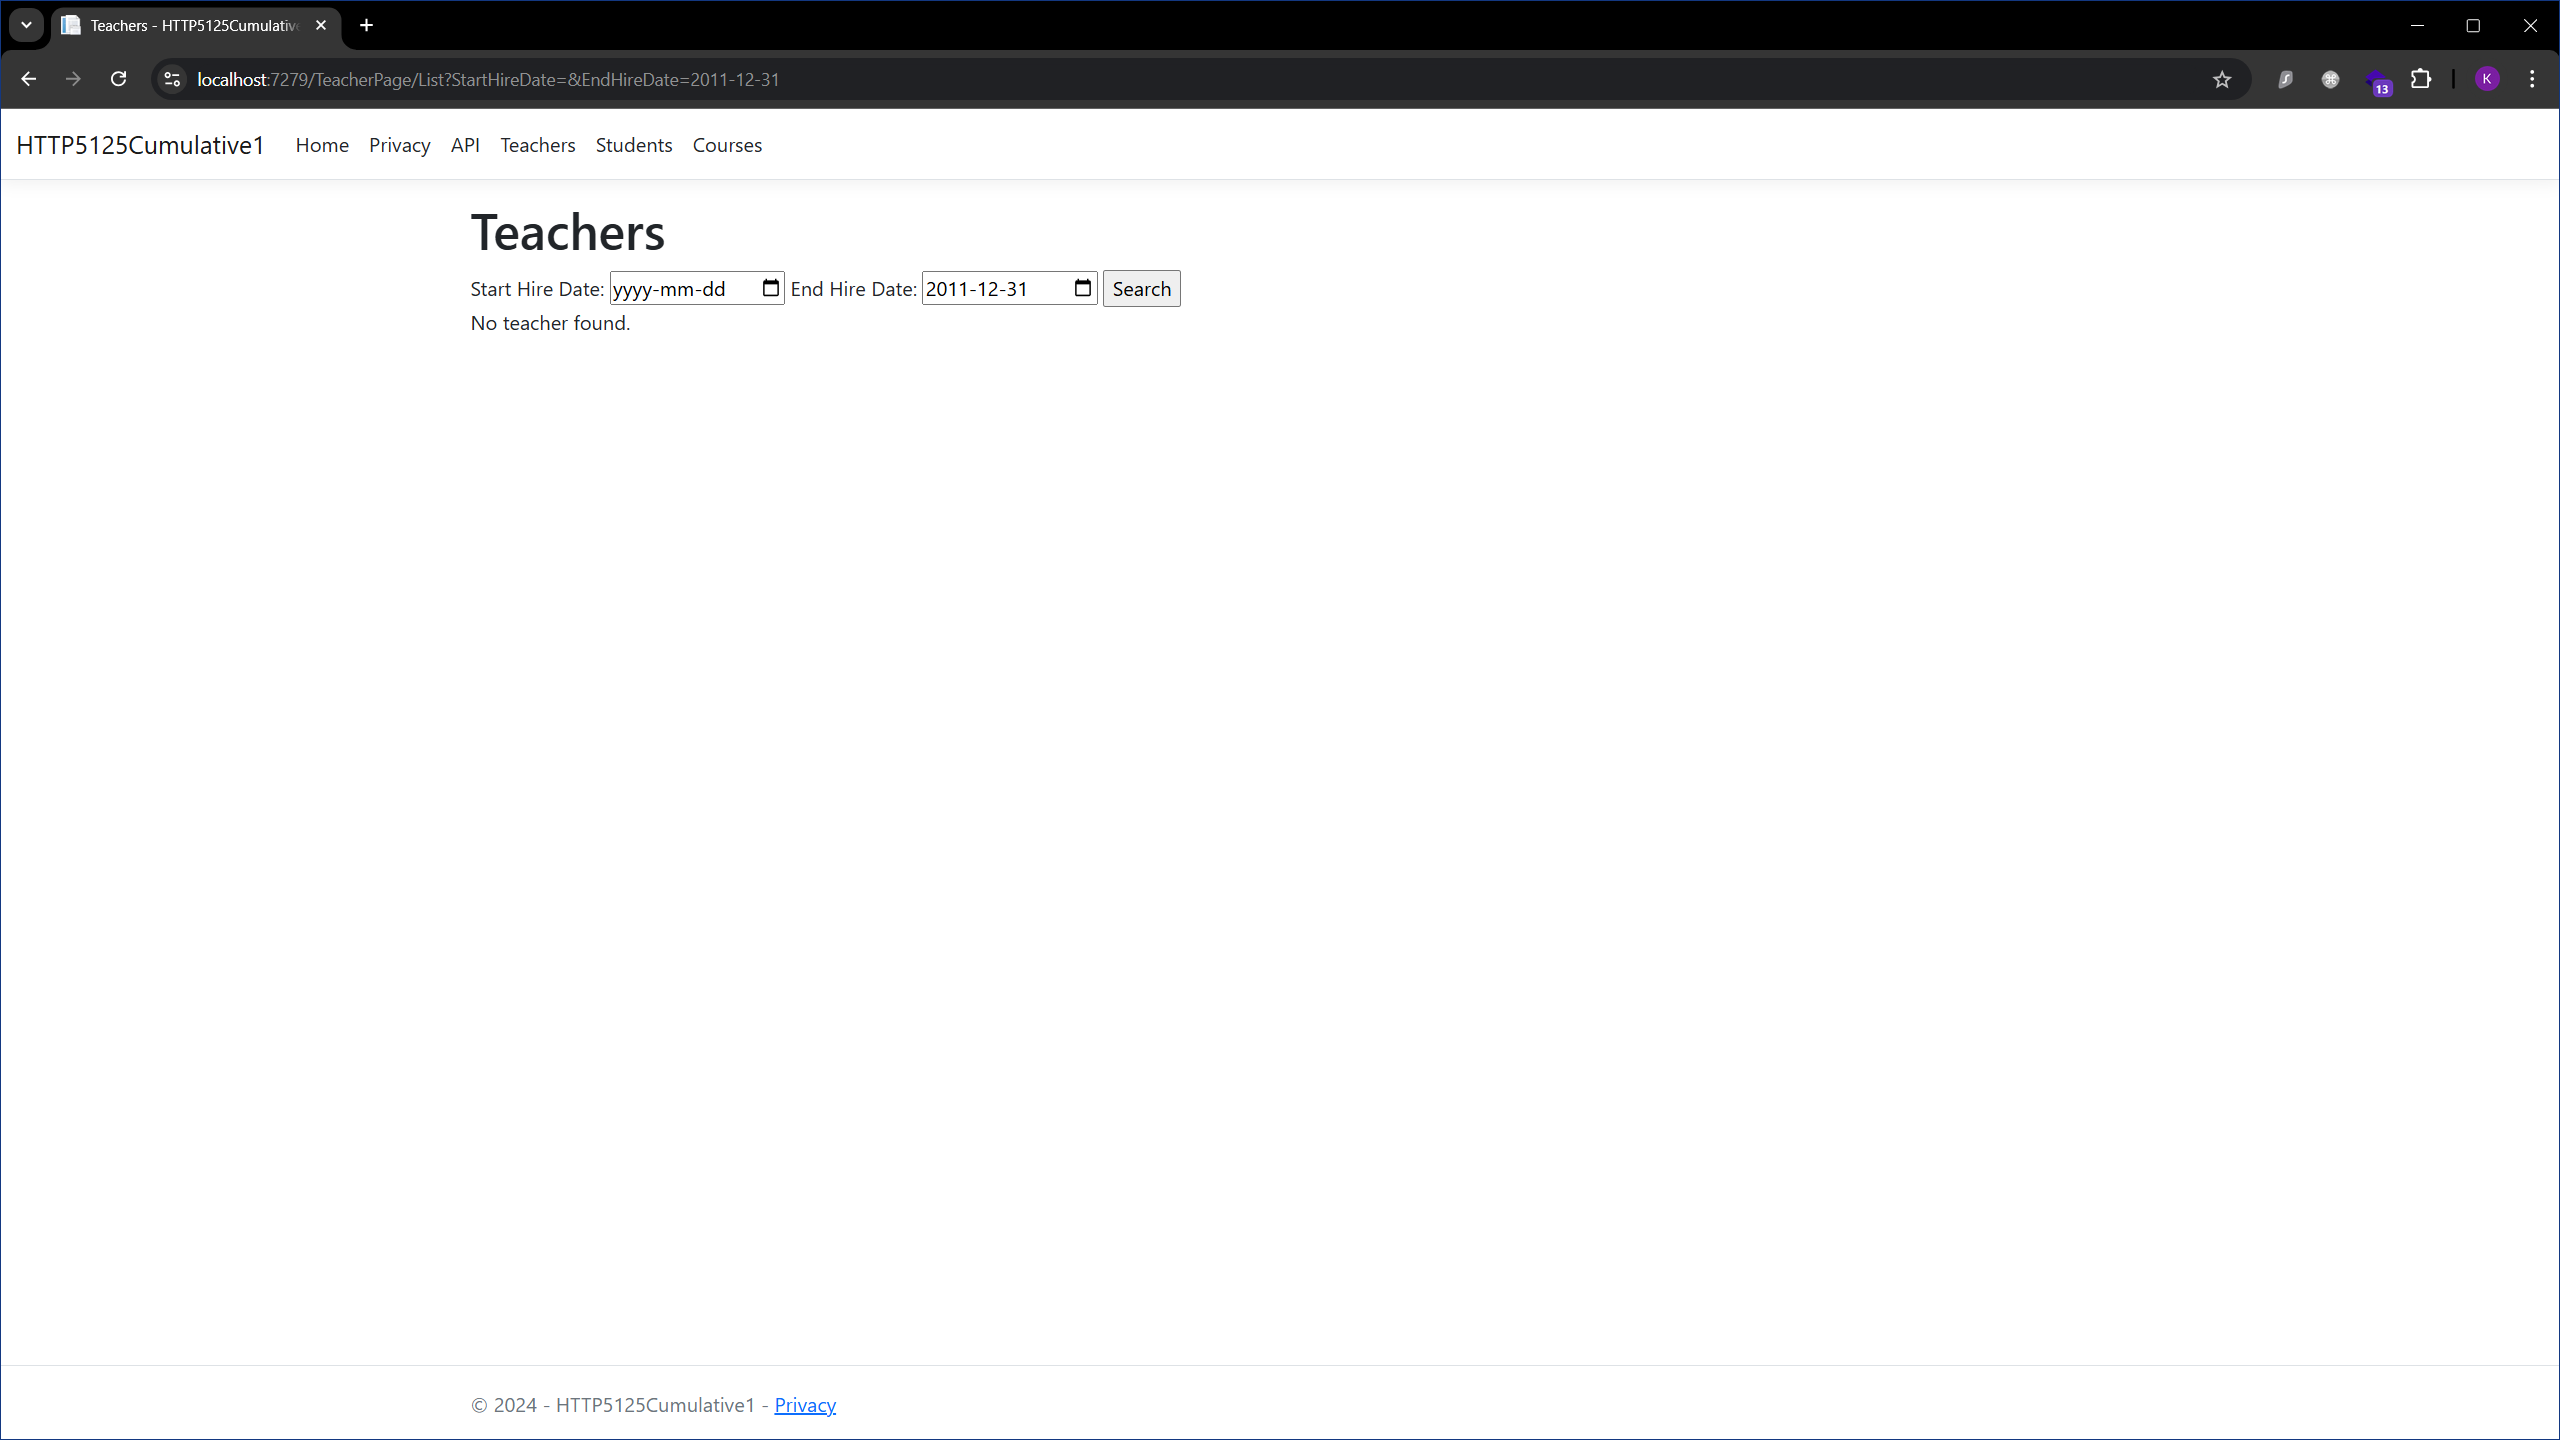 Teachers - HTTP5125Cumulativ
localhost:7279/TeacherPage/List?StartHireDate=&EndHireDate=2011-12-31
13
K
HTTP5125Cumulative1 Home Privacy API Teachers Students Courses
Teachers
Start Hire Date: yyyy-mm-dd End Hire Date: 2011-12-31 Search
No teacher found.
© 2024 - HTTP5125Cumulative1 - Privacy